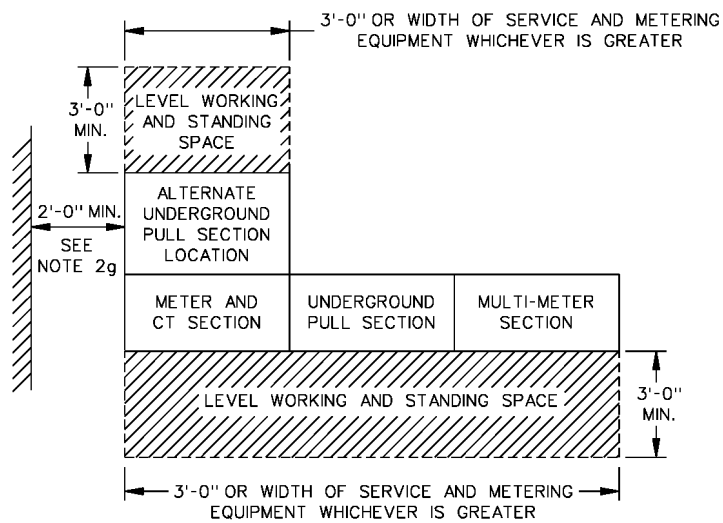 3'-0" OR WIDTH OF SERVICE AND METERING
EQUIPMENT WHICHEVER IS GREATER
3'-0"
MIN.
LEVEL WORKING
AND STANDING
SPACE
2'-0" MIN.
SEE
NOTE 2g
ALTERNATE
UNDERGROUND
PULL SECTION
LOCATION
METER AND
CT SECTION
UNDERGROUND
PULL SECTION
MULTI-METER
SECTION
LEVEL WORKING AND STANDING SPACE
3'-0"
MIN.
3'-0" OR WIDTH OF SERVICE AND METERING
EQUIPMENT WHICHEVER IS GREATER